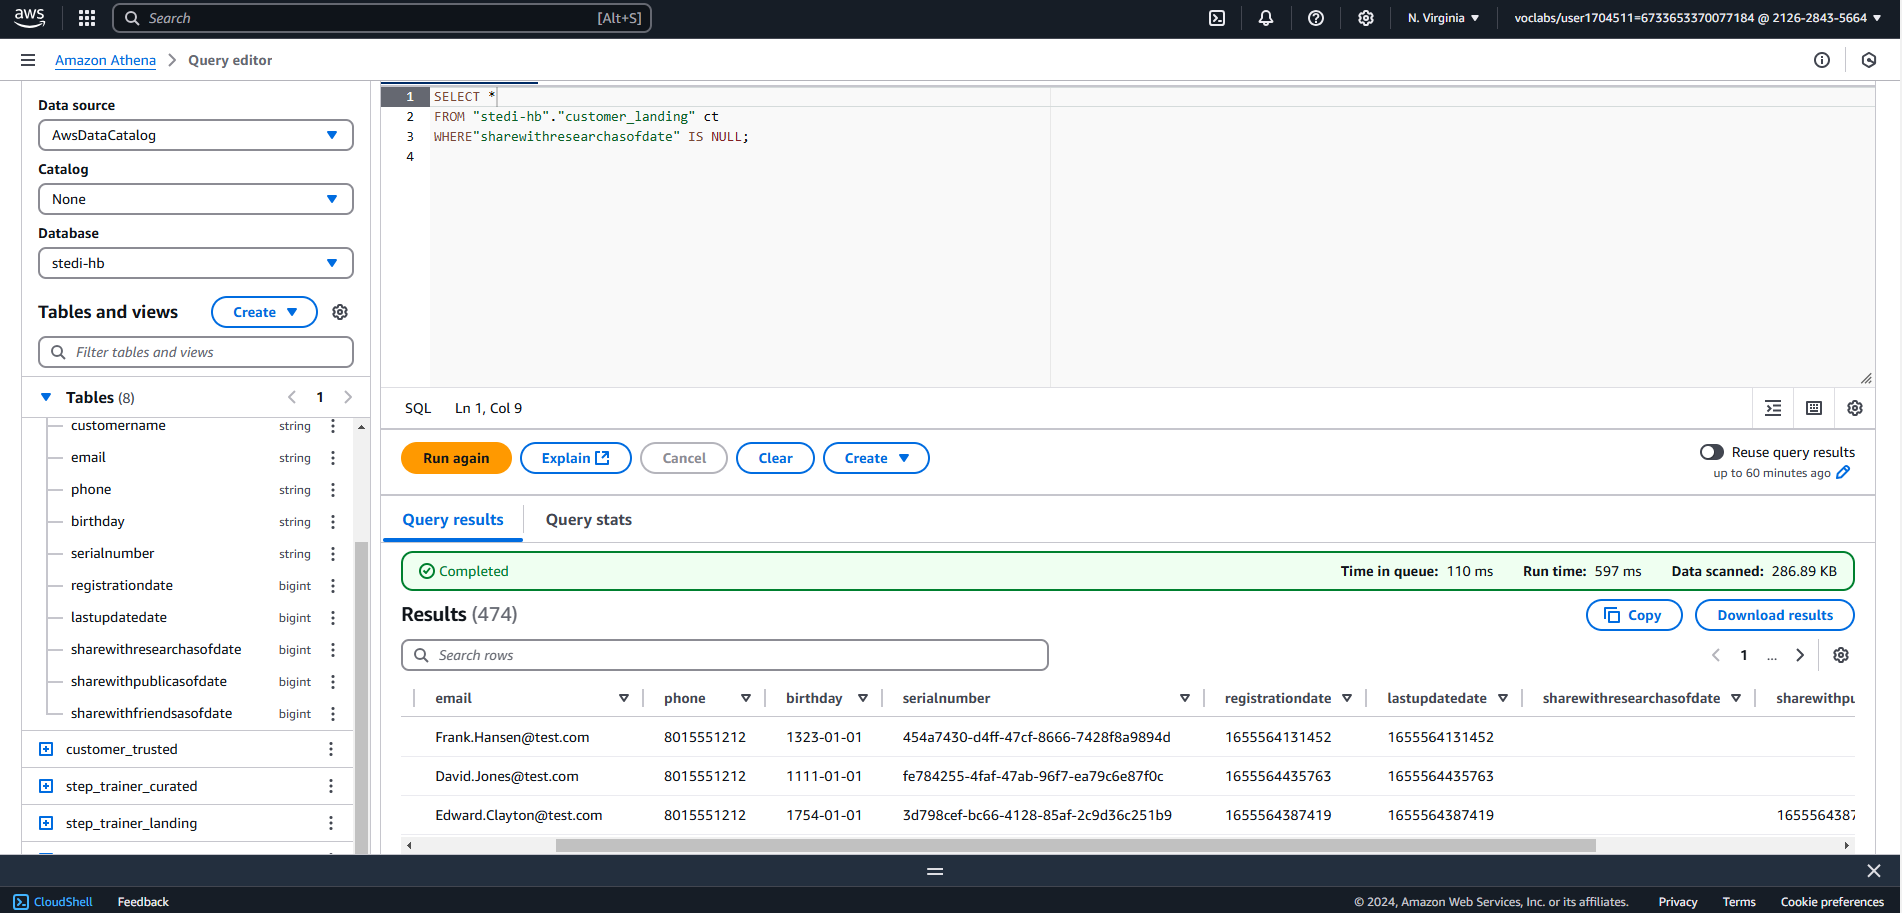 aws
Search
[Alt+S]
N. Virginia
voclabs/user1704511=6733653370077184 @ 2126-2843-5664
Amazon Athena
Query editor
Data source
AwsDataCatalog
Catalog
None
Database
stedi-hb
Tables and views
Create
Filter tables and views
Tables (8)
1
customername string
email string
phone string
birthday string
serialnumber string
registrationdate bigint
lastupdatedate bigint
sharewithresearchasofdate bigint
sharewithpublicasofdate bigint
sharewithfriendsasofdate bigint
customer_trusted
step_trainer_curated
step_trainer_landing
1 SELECT *
2 FROM "stedi-hb"."customer_landing" ct
3 WHERE"sharewithresearchasofdate" IS NULL;
4
SQL Ln 1, Col 9
Run again
Explain
Cancel
Clear
Create
Reuse query results
up to 60 minutes ago
Query results
Query stats
Completed
Time in queue: 110 ms Run time: 597 ms Data scanned: 286.89 KB
Results (474)
Copy
Download results
Search rows
1 ...
email phone birthday serialnumber registrationdate lastupdatedate sharewithresearchasofdate sharewithpu
Frank.Hansen@test.com 8015551212 1323-01-01 454a7430-d4ff-47cf-8666-7428f8a9894d 1655564131452 1655564131452
David.Jones@test.com 8015551212 1111-01-01 fe784255-4faf-47ab-96f7-ea79c6e87f0c 1655564435763 1655564435763
Edward.Clayton@test.com 8015551212 1754-01-01 3d798cef-bc66-4128-85af-2c9d36c251b9 1655564387419 1655564387419 1655564387
CloudShell
Feedback
© 2024, Amazon Web Services, Inc. or its affiliates.
Privacy
Terms
Cookie preferences